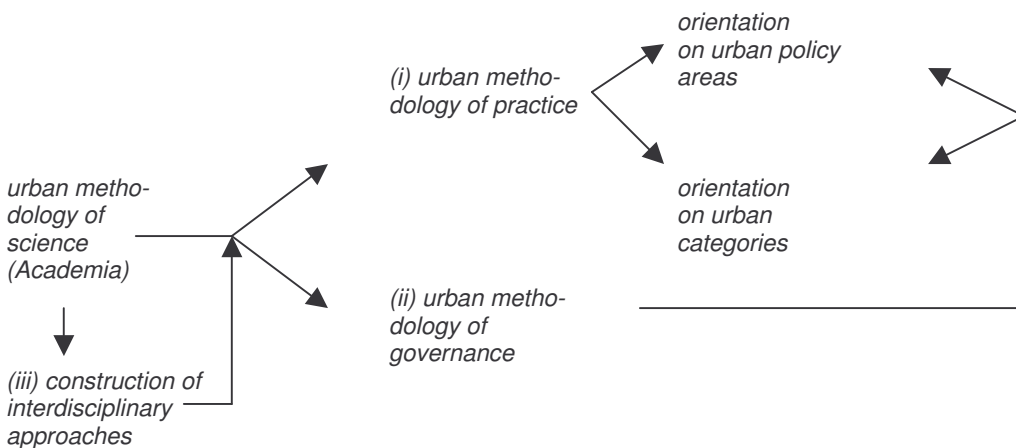 urban metho-
dology of
science
(Academia)
(iii) construction of
interdisciplinary
approaches
(i) urban metho-
dology of practice
(ii) urban metho-
dology of
governance
orientation
on urban policy
areas
orientation
on urban
categories